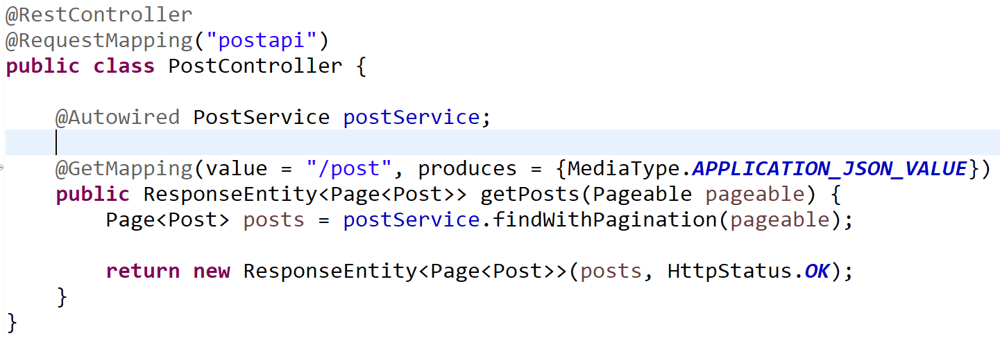 @RestController
@RequestMapping("postapi")
public class PostController {
@Autowired PostService postService;
@GetMapping(value = "/post", produces = {MediaType.APPLICATION_JSON_VALUE})
public ResponseEntity<Page<Post>> getPosts(Pageable pageable) {
Page<Post> posts = postService.findWithPagination(pageable);
return new ResponseEntity<Page<Post>>(posts, HttpStatus.OK);
}
}